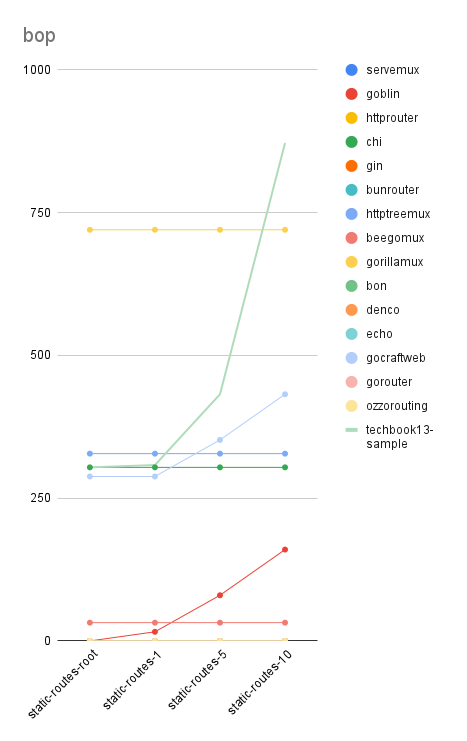 bop
1000
750
500
250
0
static-routes-root
static-routes-1
static-routes-5
static-routes-10
servemux
goblin
httprouter
chi
gin
bunrouter
httptreemux
beegomux
gorillamux
bon
denco
echo
gocraftweb
gorouter
ozzorouting
techbook13-
sample